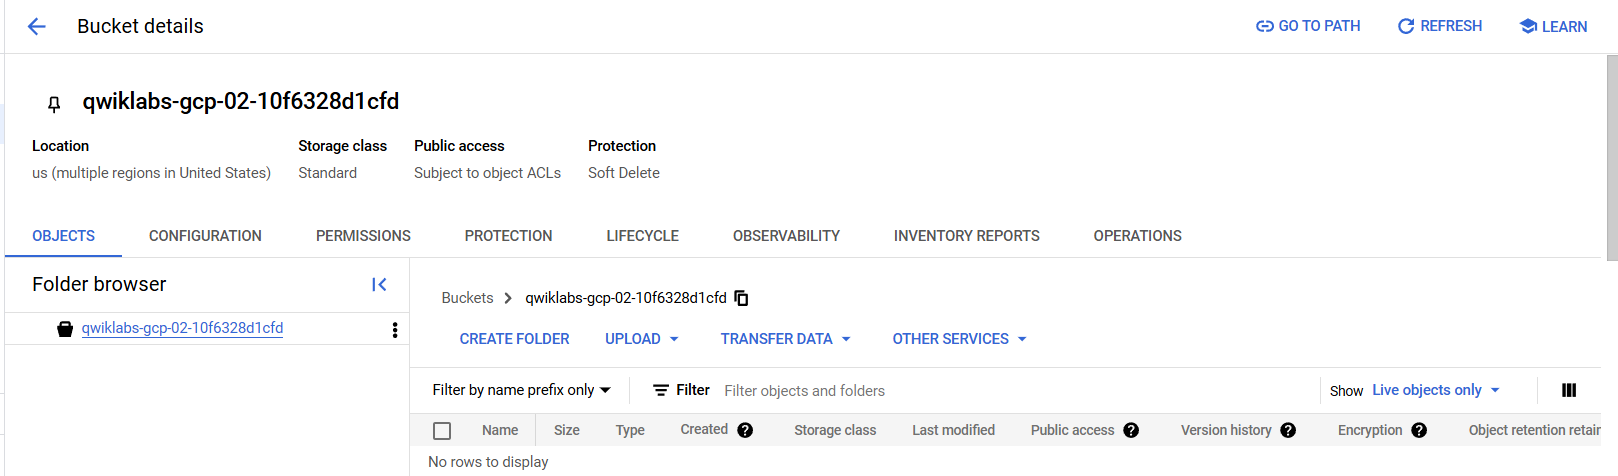 Bucket details GO TO PATH REFRESH LEARN
qwiklabs-gcp-02-10f6328d1cfd
Location Storage class Public access Protection
us (multiple regions in United States) Standard Subject to object ACLs Soft Delete
OBJECTS CONFIGURATION PERMISSIONS PROTECTION LIFECYCLE OBSERVABILITY INVENTORY REPORTS OPERATIONS
Folder browser
qwiklabs-gcp-02-10f6328d1cfd
Buckets > qwiklabs-gcp-02-10f6328d1cfd
CREATE FOLDER UPLOAD TRANSFER DATA OTHER SERVICES
Filter by name prefix only Filter Filter objects and folders Show Live objects only
Name Size Type Created Storage class Last modified Public access Version history Encryption Object retention retain
No rows to display